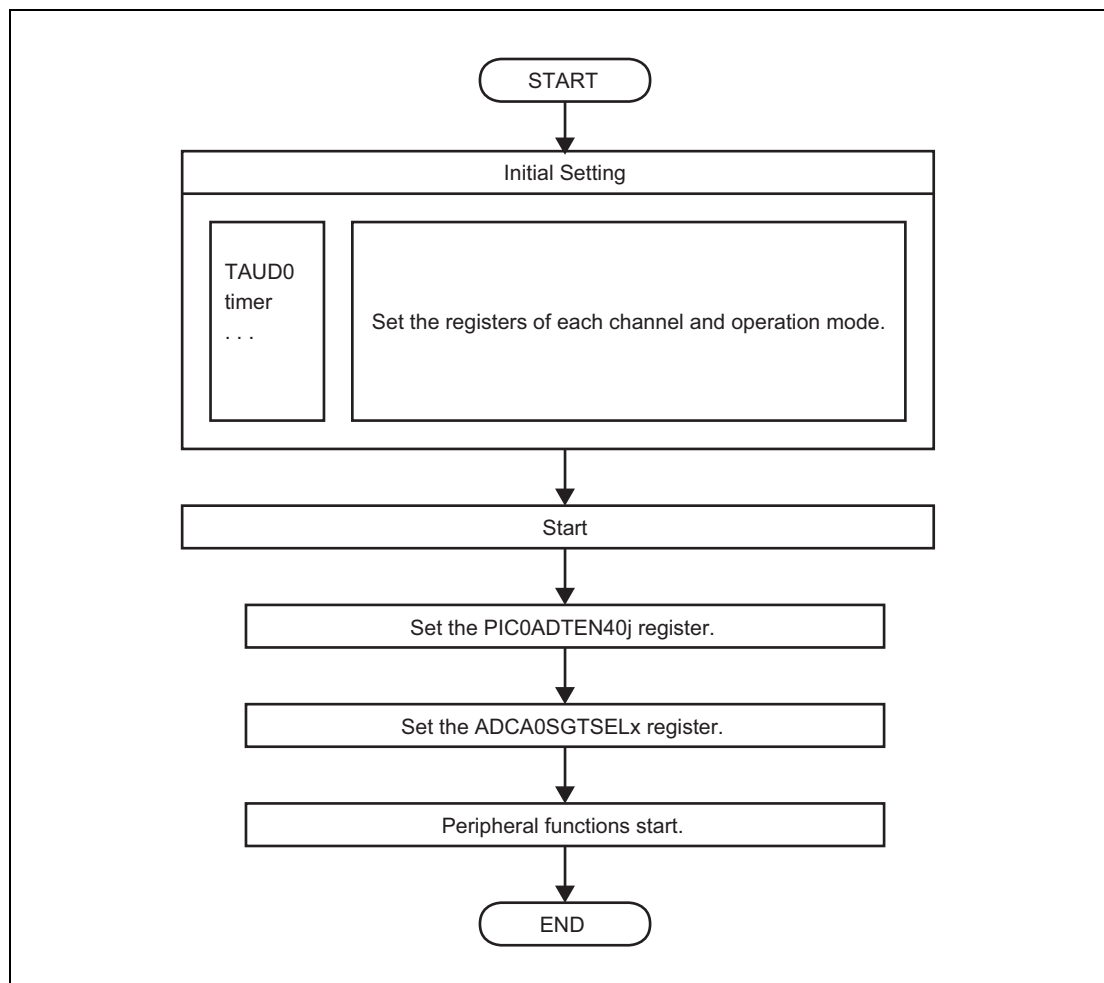 START
Initial Setting
TAUD0
timer
. . .
Set the registers of each channel and operation mode.
Start
Set the PIC0ADTEN40j register.
Set the ADCA0SGTSELx register.
Peripheral functions start.
END